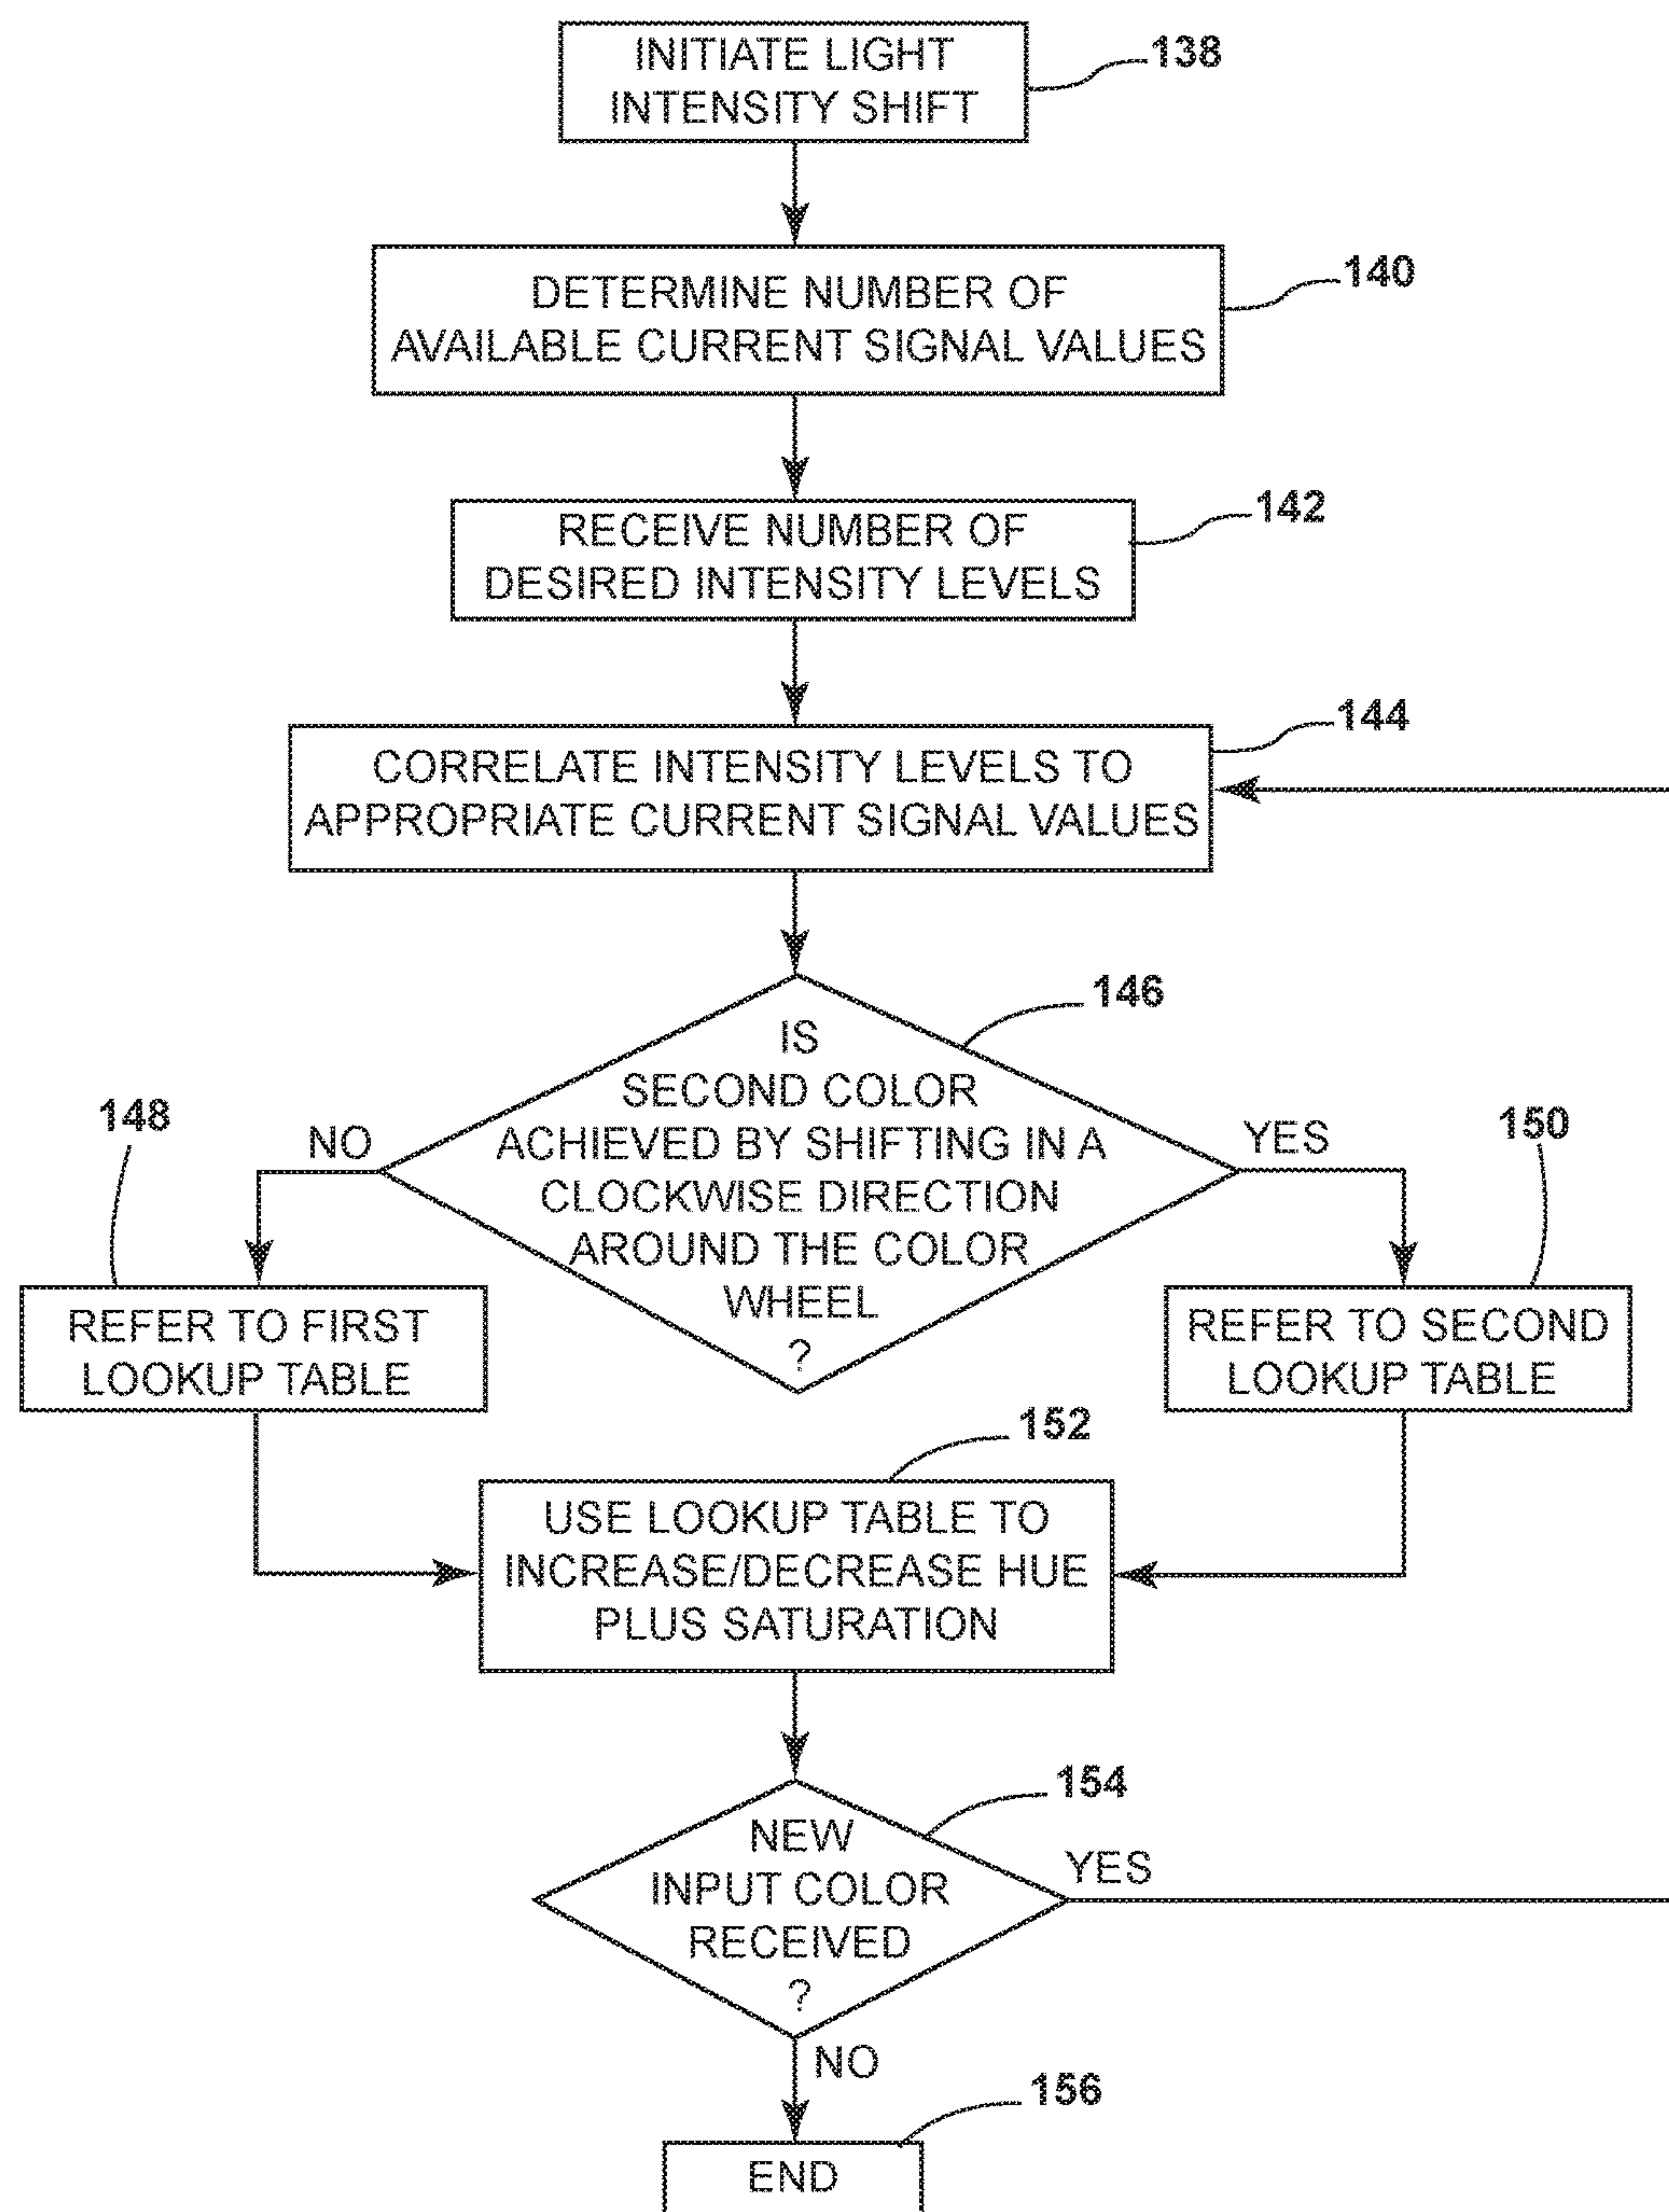 INITIATE LIGHT
INTENSITY SHIFT
138
DETERMINE NUMBER OF
AVAILABLE CURRENT SIGNAL VALUES
140
RECEIVE NUMBER OF
DESIRED INTENSITY LEVELS
142
CORRELATE INTENSITY LEVELS TO
APPROPRIATE CURRENT SIGNAL VALUES
144
IS
SECOND COLOR
ACHIEVED BY SHIFTING IN A
CLOCKWISE DIRECTION
AROUND THE COLOR
WHEEL
?
146
NO
YES
148
REFER TO FIRST
LOOKUP TABLE
150
REFER TO SECOND
LOOKUP TABLE
152
USE LOOKUP TABLE TO
INCREASE/DECREASE HUE
PLUS SATURATION
154
NEW
INPUT COLOR
RECEIVED
?
YES
NO
156
END